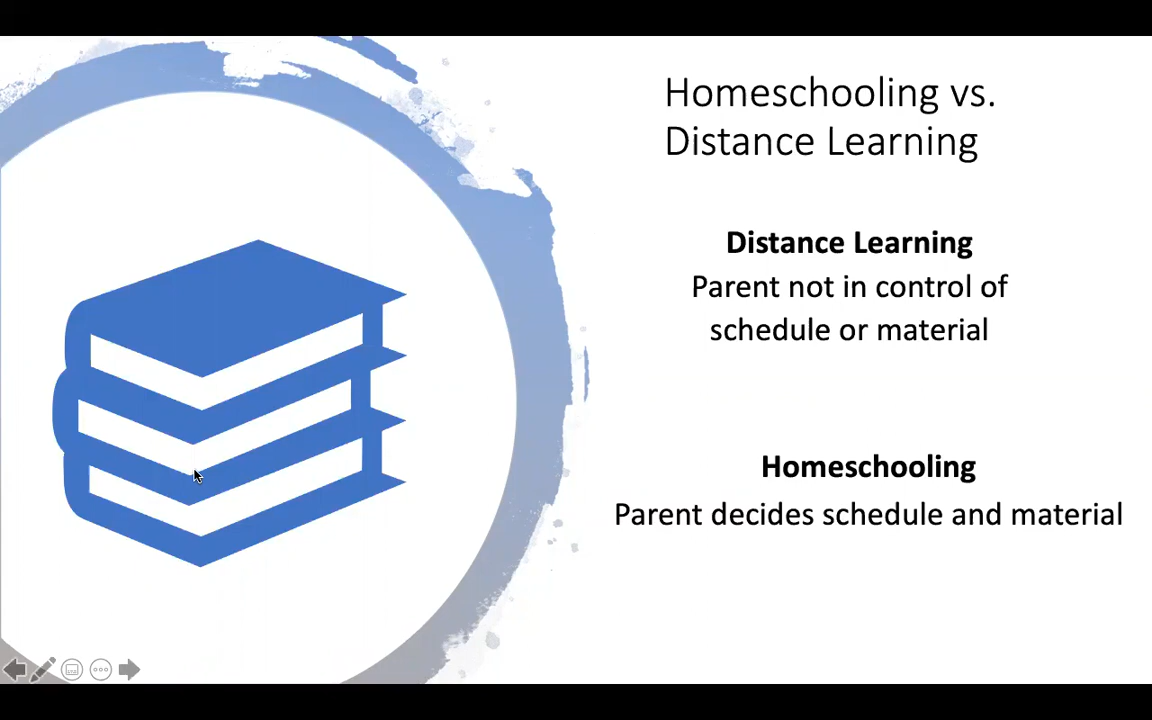 Homeschooling vs.
Distance Learning
Distance Learning
Parent not in control of
schedule or material
Homeschooling
Parent decides schedule and material